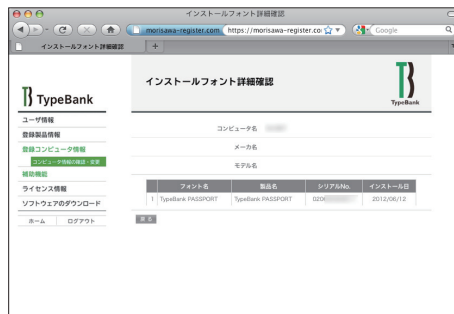 インストールフォント詳細確認
morisawa-register.com
https://morisawa-register.co
Google
インストールフォント詳細確認
TypeBank
インストールフォント詳細確認
TypeBank
ユーザ情報
登録製品情報
登録コンピュータ情報
コンピュータ情報の確認・変更
補助機能
ライセンス情報
ソフトウェアのダウンロード
ホーム ログアウト
コンピュータ名
メーカ名
モデル名
フォント名 製品名 シリアルNo. インストール日
1 TypeBank PASSPORT TypeBank PASSPORT 020 2012/06/12
戻る